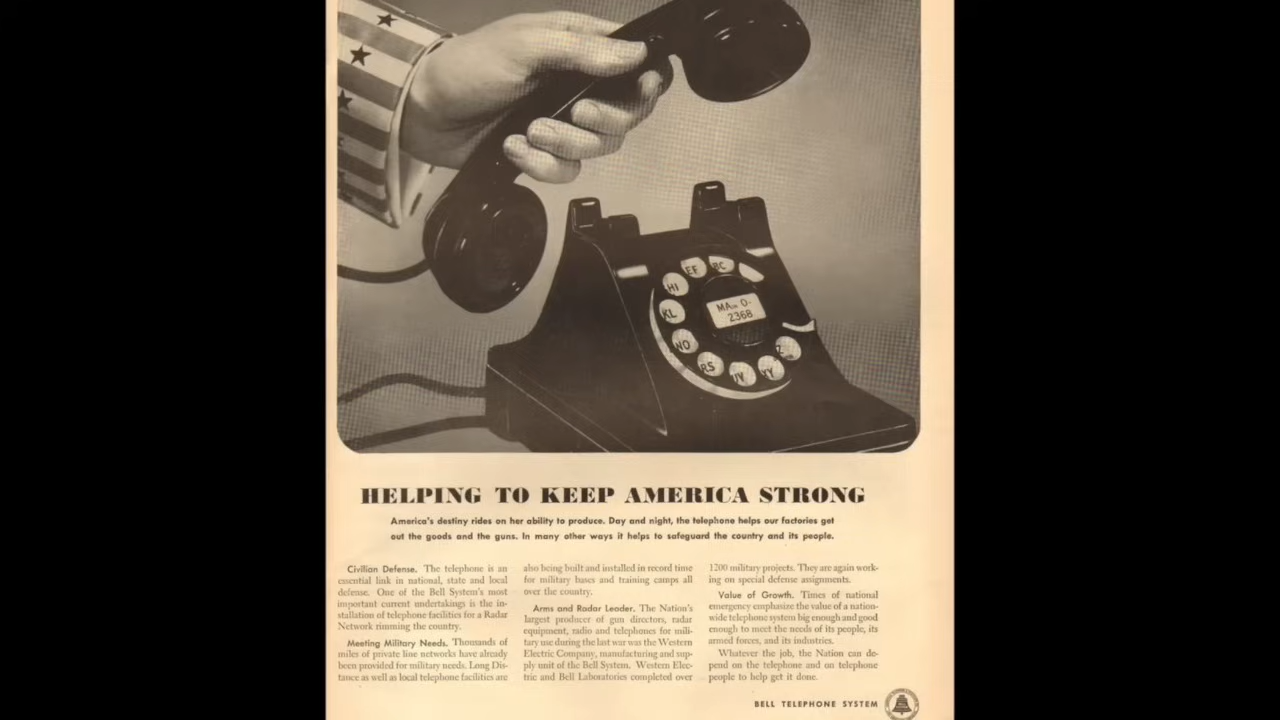 BC
EF
HI
KL
NO
RS
UV
XY
Z
MAin 0-
2368
HELPING TO KEEP AMERICA STRONG
America's destiny rides on her ability to produce. Day and night, the telephone helps our factories get
out the goods and the guns. In many other ways it helps to safeguard the country and its people.
Civilian Defense. The telephone is an
essential link in national, state and local
defense. One of the Bell System's most
important current undertakings is the in-
stallation of telephone facilities for a Radar
Network rimming the country.
Meeting Military Needs. Thousands of
miles of private line networks have already
been provided for military needs. Long Dis-
tance as well as local telephone facilities are
also being built and installed in record time
for military bases and training camps all
over the country.
Arms and Radar Leader. The Nation's
largest producer of gun directors, radar
equipment, radio and telephones for mili-
tary use during the last war was the Western
Electric Company, manufacturing and sup-
ply unit of the Bell System. Western Elec-
tric and Bell Laboratories completed over
1200 military projects. They are again work-
ing on special defense assignments.
Value of Growth. Times of national
emergency emphasize the value of a nation-
wide telephone system big enough and good
enough to meet the needs of its people, its
armed forces, and its industries.
Whatever the job, the Nation can de-
pend on the telephone and on telephone
people to help get it done.
BELL TELEPHONE SYSTEM